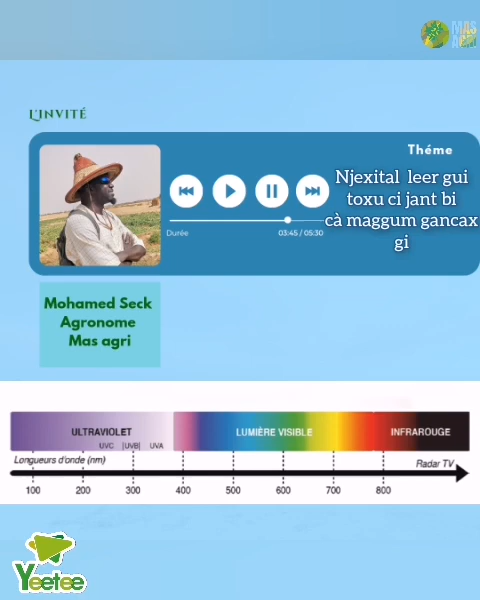 MAS
AGRI
L'INVITÉ
Théme
Njexital leer gui
toxu ci jant bi
cà maggum gancax
gi
Durée
03:45 / 05:30
Mohamed Seck
Agronome
Mas agri
ULTRAVIOLET
LUMIÈRE VISIBLE
INFRAROUGE
UVC |UVB| UVA
Longueurs d'onde (nm)
Radar TV
100 200 300 400 500 600 700 800
Yeetee